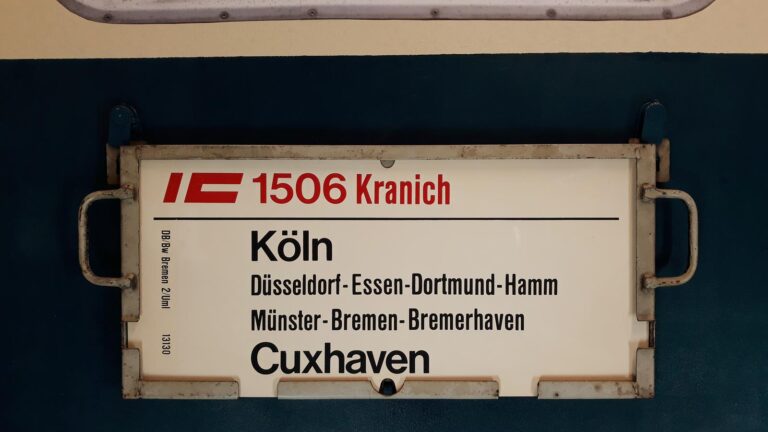 IC 1506 Kranich
Köln
Düsseldorf-Essen-Dortmund-Hamm
Münster-Bremen-Bremerhaven
Cuxhaven
DB/Bw Bremen 2/Uml 13130